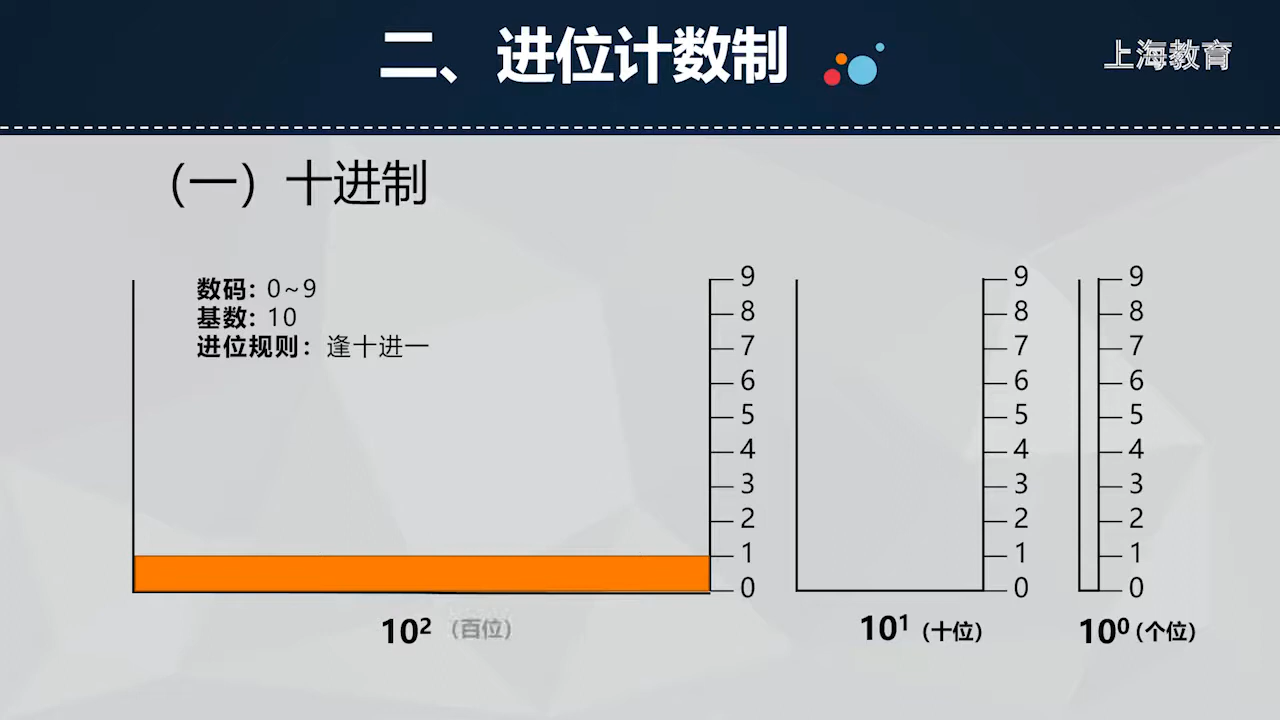 二、进位计数制
上海教育
（一）十进制
数码: 0~9
基数: 10
进位规则：逢十进一
9 9 9
8 8 8
7 7 7
6 6 6
5 5 5
4 4 4
3 3 3
2 2 2
1 1 1
0 0 0
10²（百位） 10¹（十位） 10⁰（个位）